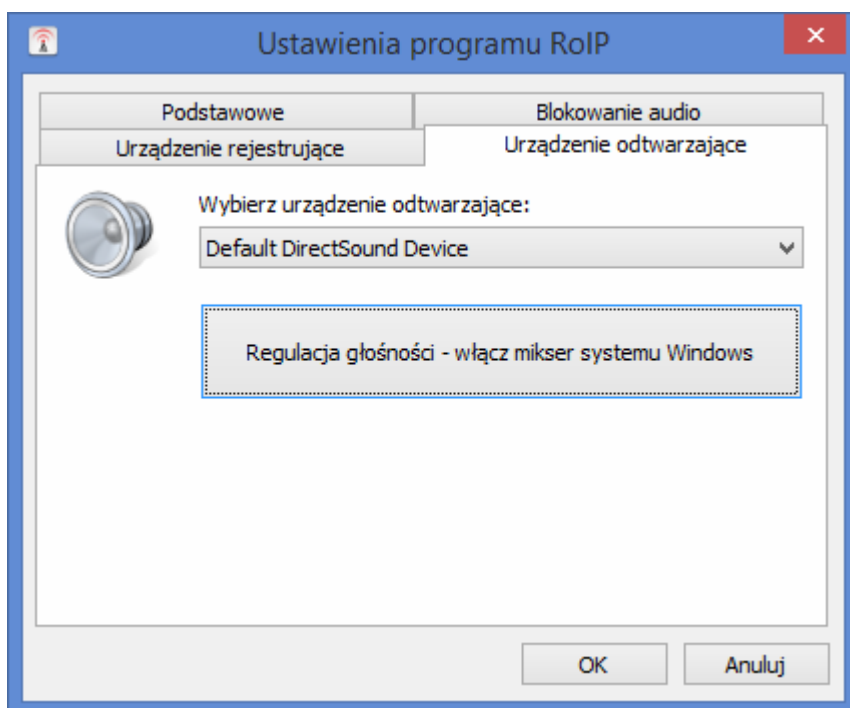 Ustawienia programu RoIP
Podstawowe
Blokowanie audio
Urządzenie rejestrujące
Urządzenie odtwarzające
Wybierz urządzenie odtwarzające:
Default DirectSound Device
Regulacja głośności - włącz mikser systemu Windows
OK
Anuluj